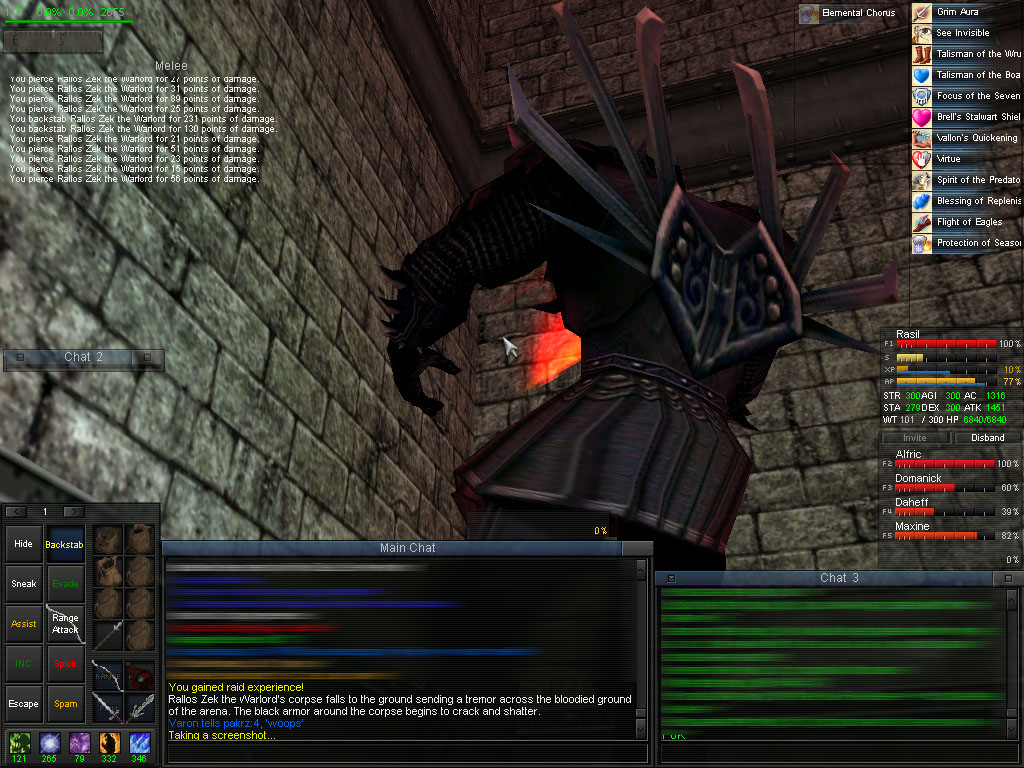 0.0% 0.0%
Melee
You pierce Rallos Zek the Warlord for 27 points of damage.
You pierce Rallos Zek the Warlord for 31 points of damage.
You pierce Rallos Zek the Warlord for 89 points of damage.
You pierce Rallos Zek the Warlord for 25 points of damage.
You backstab Rallos Zek the Warlord for 231 points of damage.
You backstab Rallos Zek the Warlord for 130 points of damage.
You pierce Rallos Zek the Warlord for 21 points of damage.
You pierce Rallos Zek the Warlord for 51 points of damage.
You pierce Rallos Zek the Warlord for 23 points of damage.
You pierce Rallos Zek the Warlord for 15 points of damage.
You pierce Rallos Zek the Warlord for 56 points of damage.
Elemental Chorus
Grim Aura
See Invisible
Talisman of the Wru
Talisman of the Boa
Focus of the Seven
Brell's Stalwart Shiel
Vallon's Quickening
Virtue
Spirit of the Predato
Blessing of Replenis
Flight of Eagles
Protection of Seaso
Chat 2
Rasil
F1 100%
S
XP 10%
AP 77%
STR 300 AGI 300 AC 1316
STA 279 DEX 300 ATK 1451
WT 101 / 300 HP 6840/6840
Invite Disband
Alfric
F2 100%
Domanick
F3 60%
Daheff
F4 39%
Maxine
F5 82%
0%
< 1 >
Hide Backstab
Sneak Evade
Assist Range Attack
INC Sploit
Escape Spam
121 265 79 332 346
0%
Main Chat
You gained raid experience!
Rallos Zek the Warlord's corpse falls to the ground sending a tremor across the bloodied ground
of the arena. The black armor around the corpse begins to crack and shatter.
Varon tells pakrz:4, 'woops'
Taking a screenshot...
Chat 3